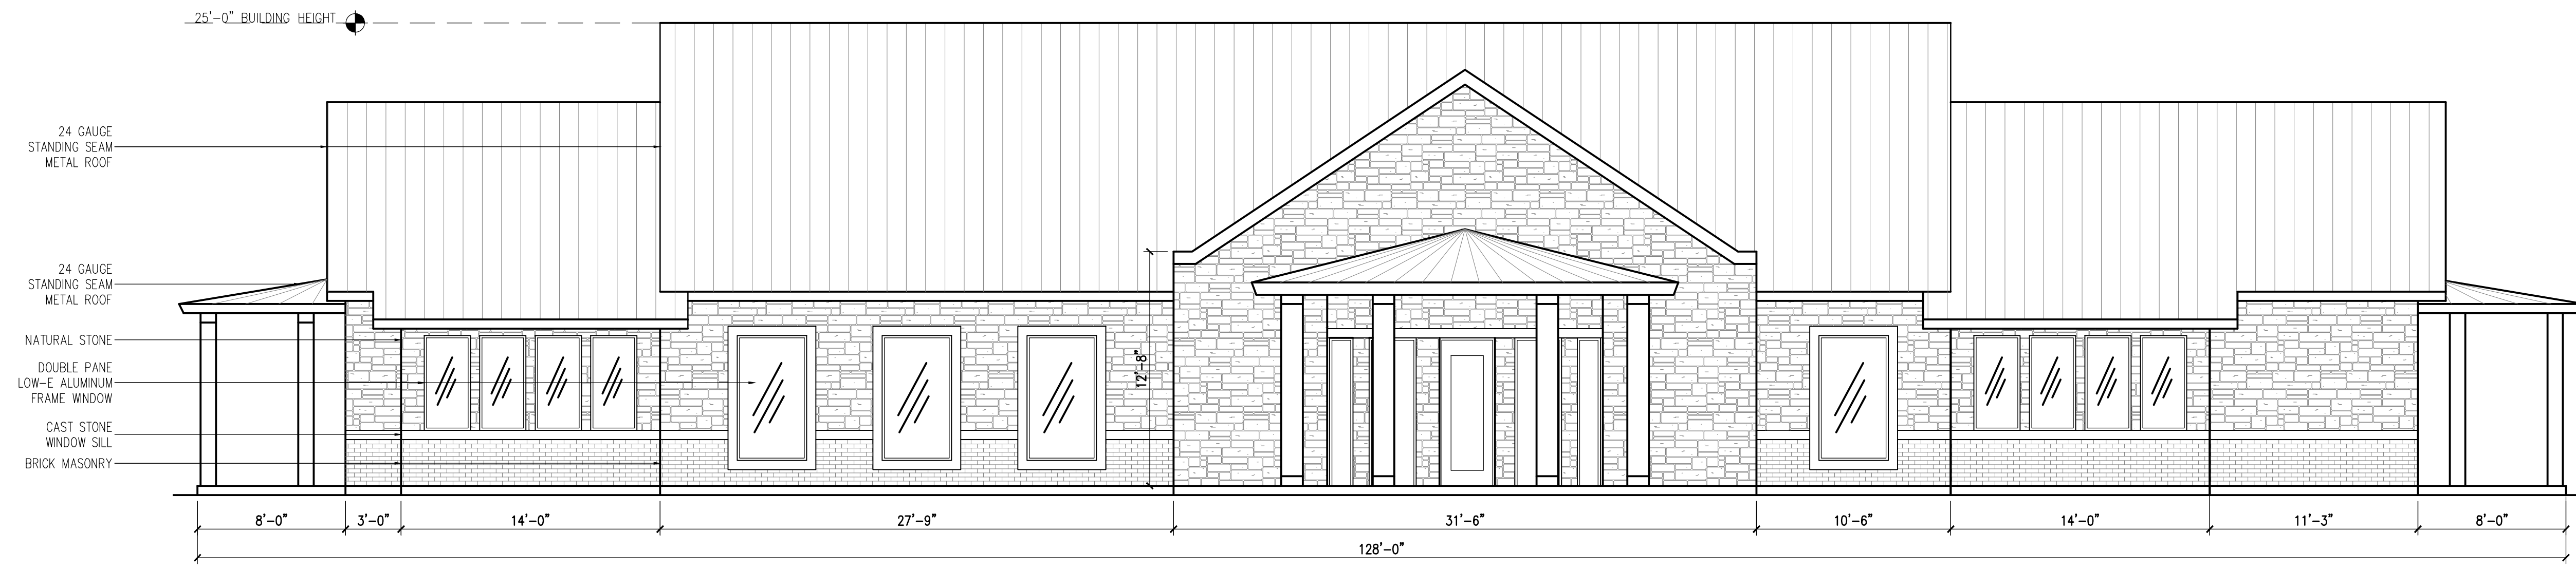 25'-0" BUILDING HEIGHT
24 GAUGE
STANDING SEAM
METAL ROOF
24 GAUGE
STANDING SEAM
METAL ROOF
NATURAL STONE
DOUBLE PANE
LOW-E ALUMINUM
FRAME WINDOW
CAST STONE
WINDOW SILL
BRICK MASONRY
12'-8"
8'-0" 3'-0" 14'-0" 27'-9" 31'-6" 10'-6" 14'-0" 11'-3" 8'-0"
128'-0"